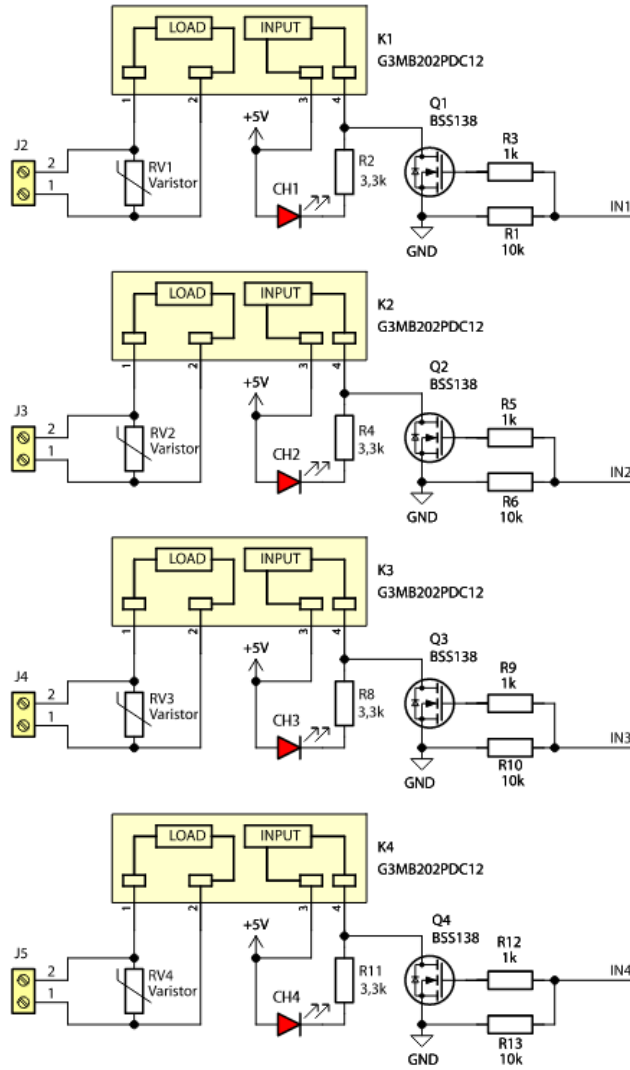 LOAD INPUT
K1
G3MB202PDC12
1 2 3 4
+5V
Q1
BSS138
J2
2
1
RV1
Varistor
CH1
R2
3,3k
R3
1k
R1
10k
IN1
GND
LOAD INPUT
K2
G3MB202PDC12
1 2 3 4
+5V
Q2
BSS138
J3
2
1
RV2
Varistor
CH2
R4
3,3k
R5
1k
R6
10k
IN2
GND
LOAD INPUT
K3
G3MB202PDC12
1 2 3 4
+5V
Q3
BSS138
J4
2
1
RV3
Varistor
CH3
R8
3,3k
R9
1k
R10
10k
IN3
GND
LOAD INPUT
K4
G3MB202PDC12
1 2 3 4
+5V
Q4
BSS138
J5
2
1
RV4
Varistor
CH4
R11
3,3k
R12
1k
R13
10k
IN4
GND